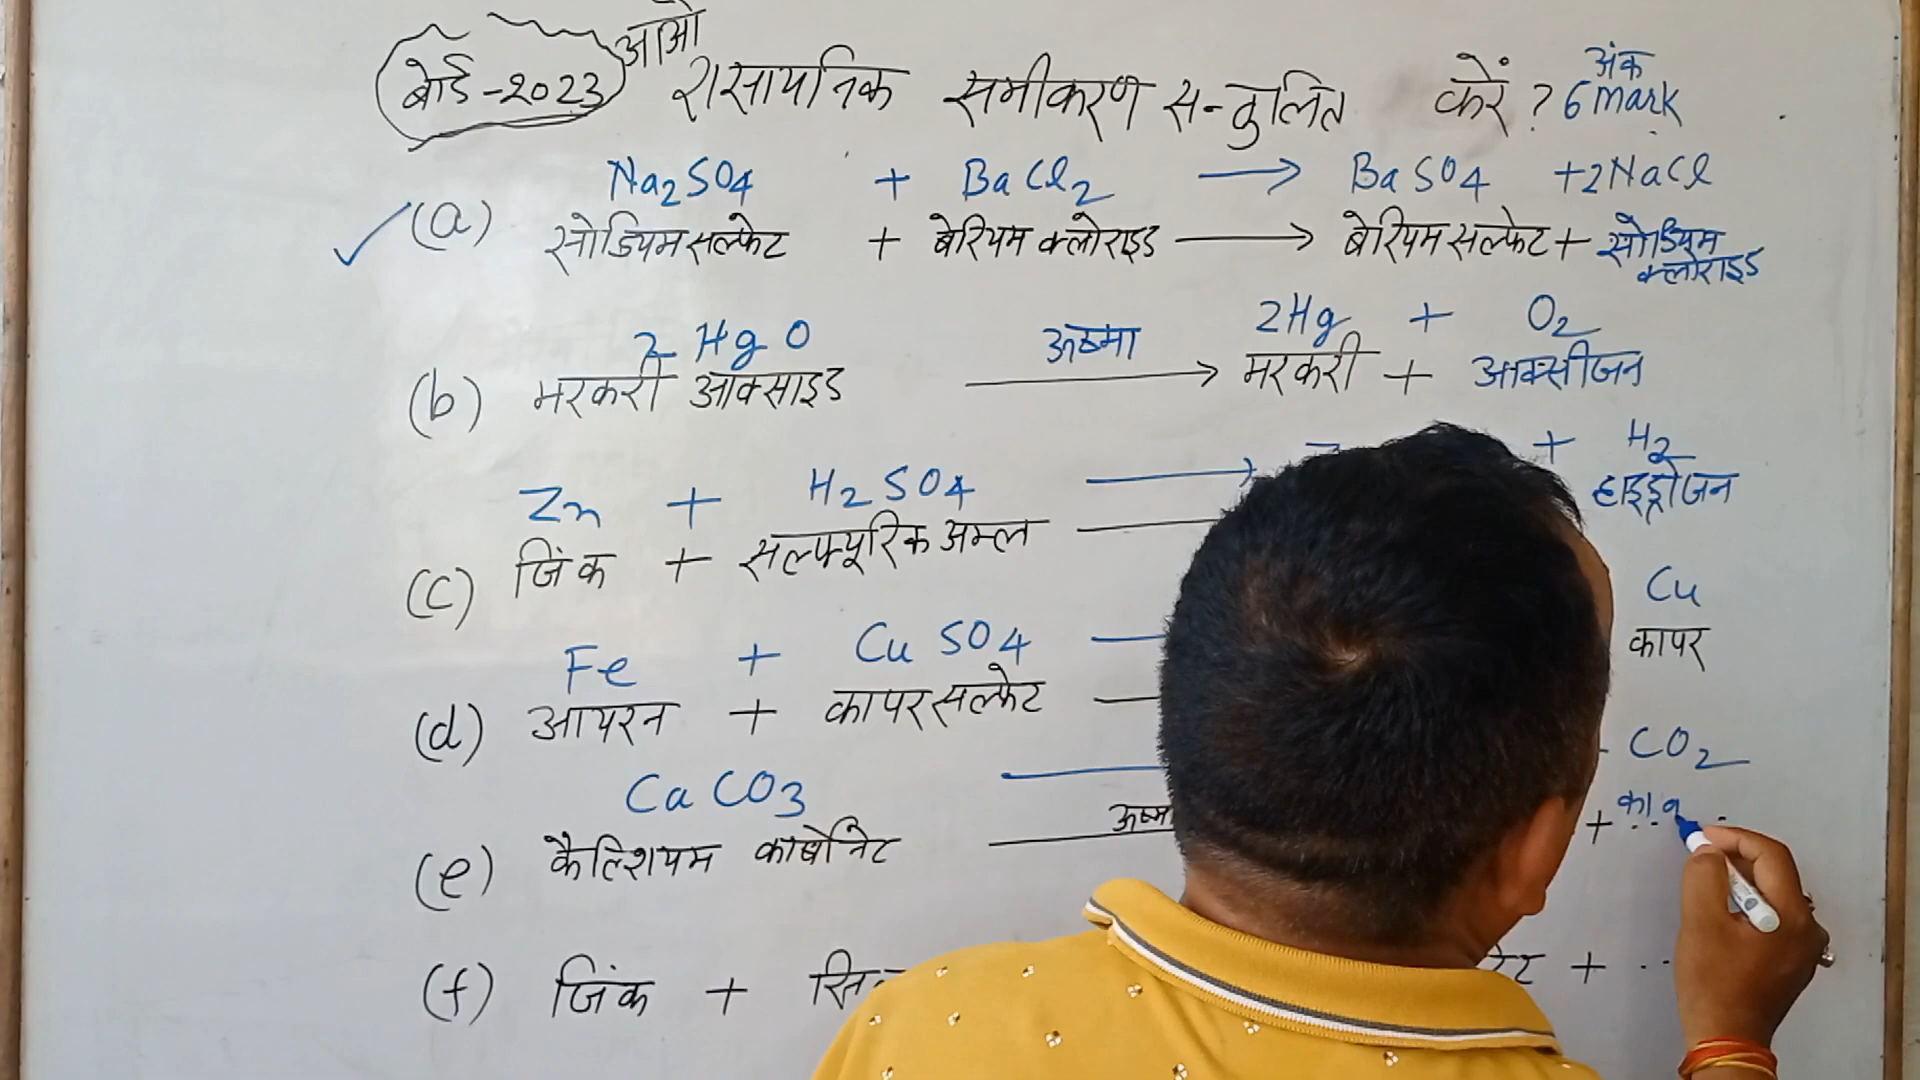 बोर्ड-2023 आओ रासायनिक समीकरण सन्तुलित करें ? 6 अंक mark
Na2SO4 + BaCl2 → BaSO4 +2NaCl
(a) सोडियम सल्फेट + बेरियम क्लोराइड → बेरियम सल्फेट + सोडियम क्लोराइड
2HgO ऊष्मा 2Hg + O2
(b) मरकरी आक्साइड → मरकरी + आक्सीजन
Zn + H2SO4 → + H2
(c) जिंक + सल्फ्यूरिक अम्ल हाइड्रोजन
Fe + CuSO4 Cu
(d) आयरन + कापर सल्फेट कापर
CaCO3 CO2
(e) कैल्शियम कार्बोनेट ऊष्मा +
(f) जिंक + +